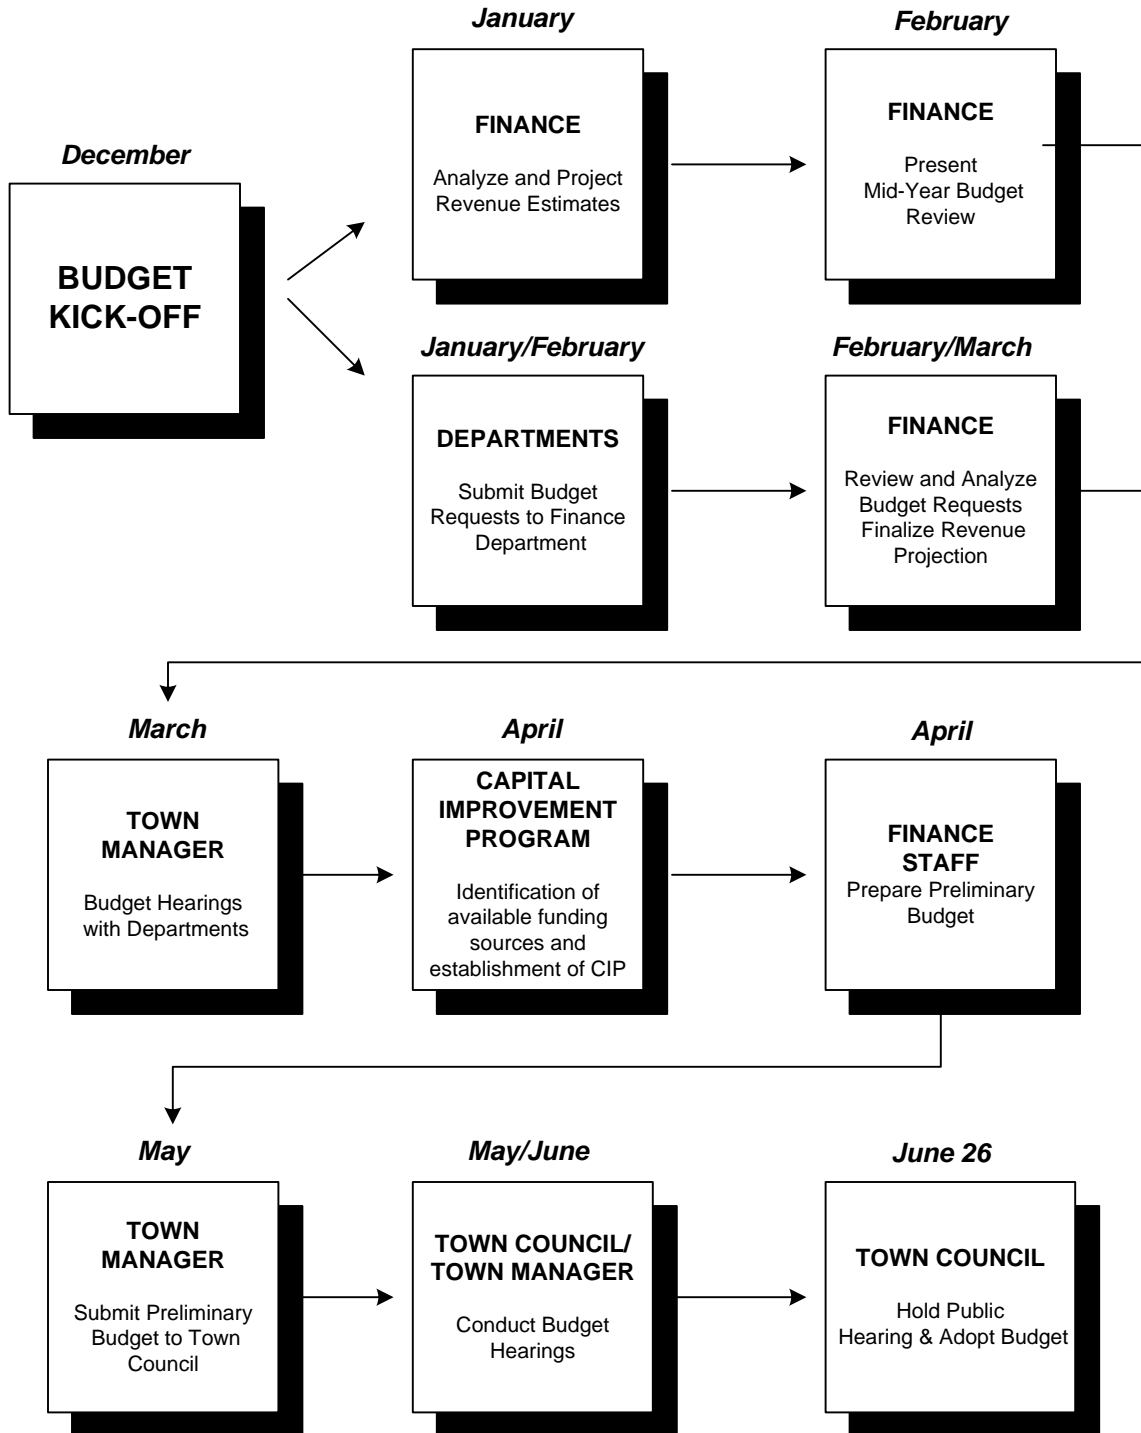 December
BUDGET
KICK-OFF
January
FINANCE
Analyze and Project
Revenue Estimates
February
FINANCE
Present
Mid-Year Budget
Review
January/February
DEPARTMENTS
Submit Budget
Requests to Finance
Department
February/March
FINANCE
Review and Analyze
Budget Requests
Finalize Revenue
Projection
March
TOWN
MANAGER
Budget Hearings
with Departments
April
CAPITAL
IMPROVEMENT
PROGRAM
Identification of
available funding
sources and
establishment of CIP
April
FINANCE
STAFF
Prepare Preliminary
Budget
May
TOWN
MANAGER
Submit Preliminary
Budget to Town
Council
May/June
TOWN COUNCIL/
TOWN MANAGER
Conduct Budget
Hearings
June 26
TOWN COUNCIL
Hold Public
Hearing & Adopt Budget